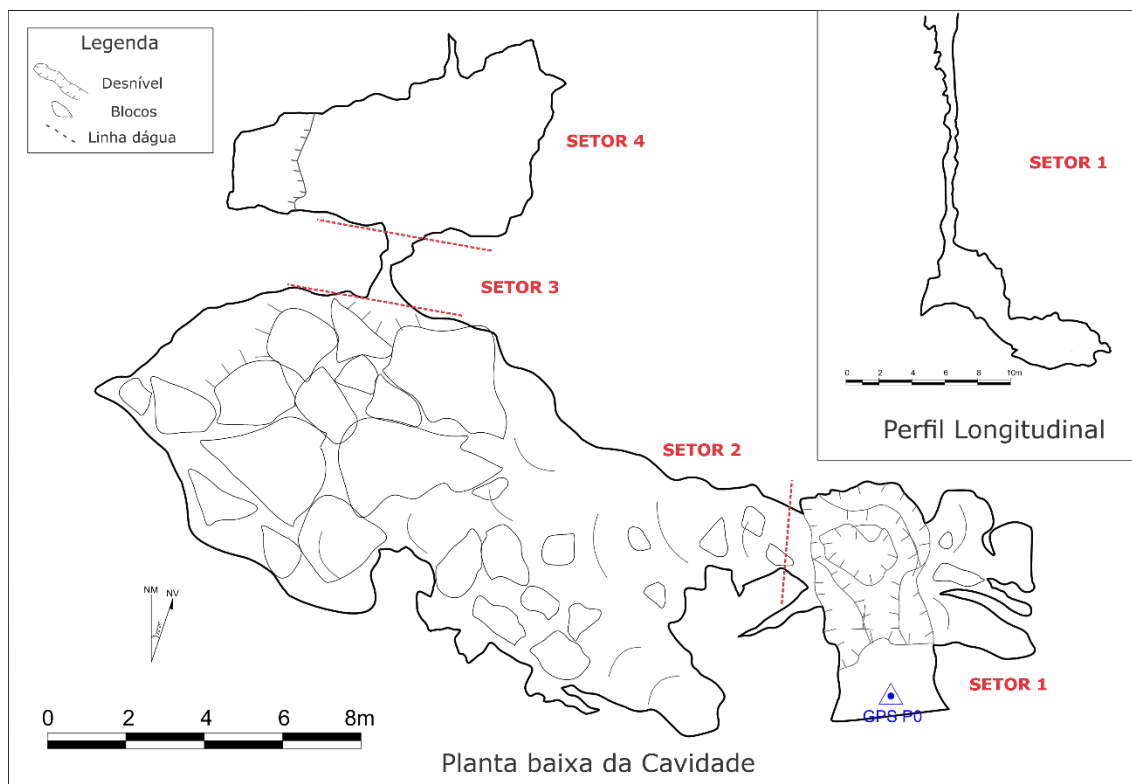 Legenda
Desnível
Blocos
Linha dágua
SETOR 4
SETOR 1
SETOR 3
0 2 4 6 8 10m
Perfil Longitudinal
SETOR 2
NM
NV
SETOR 1
GPS P0
0 2 4 6 8m
Planta baixa da Cavidade